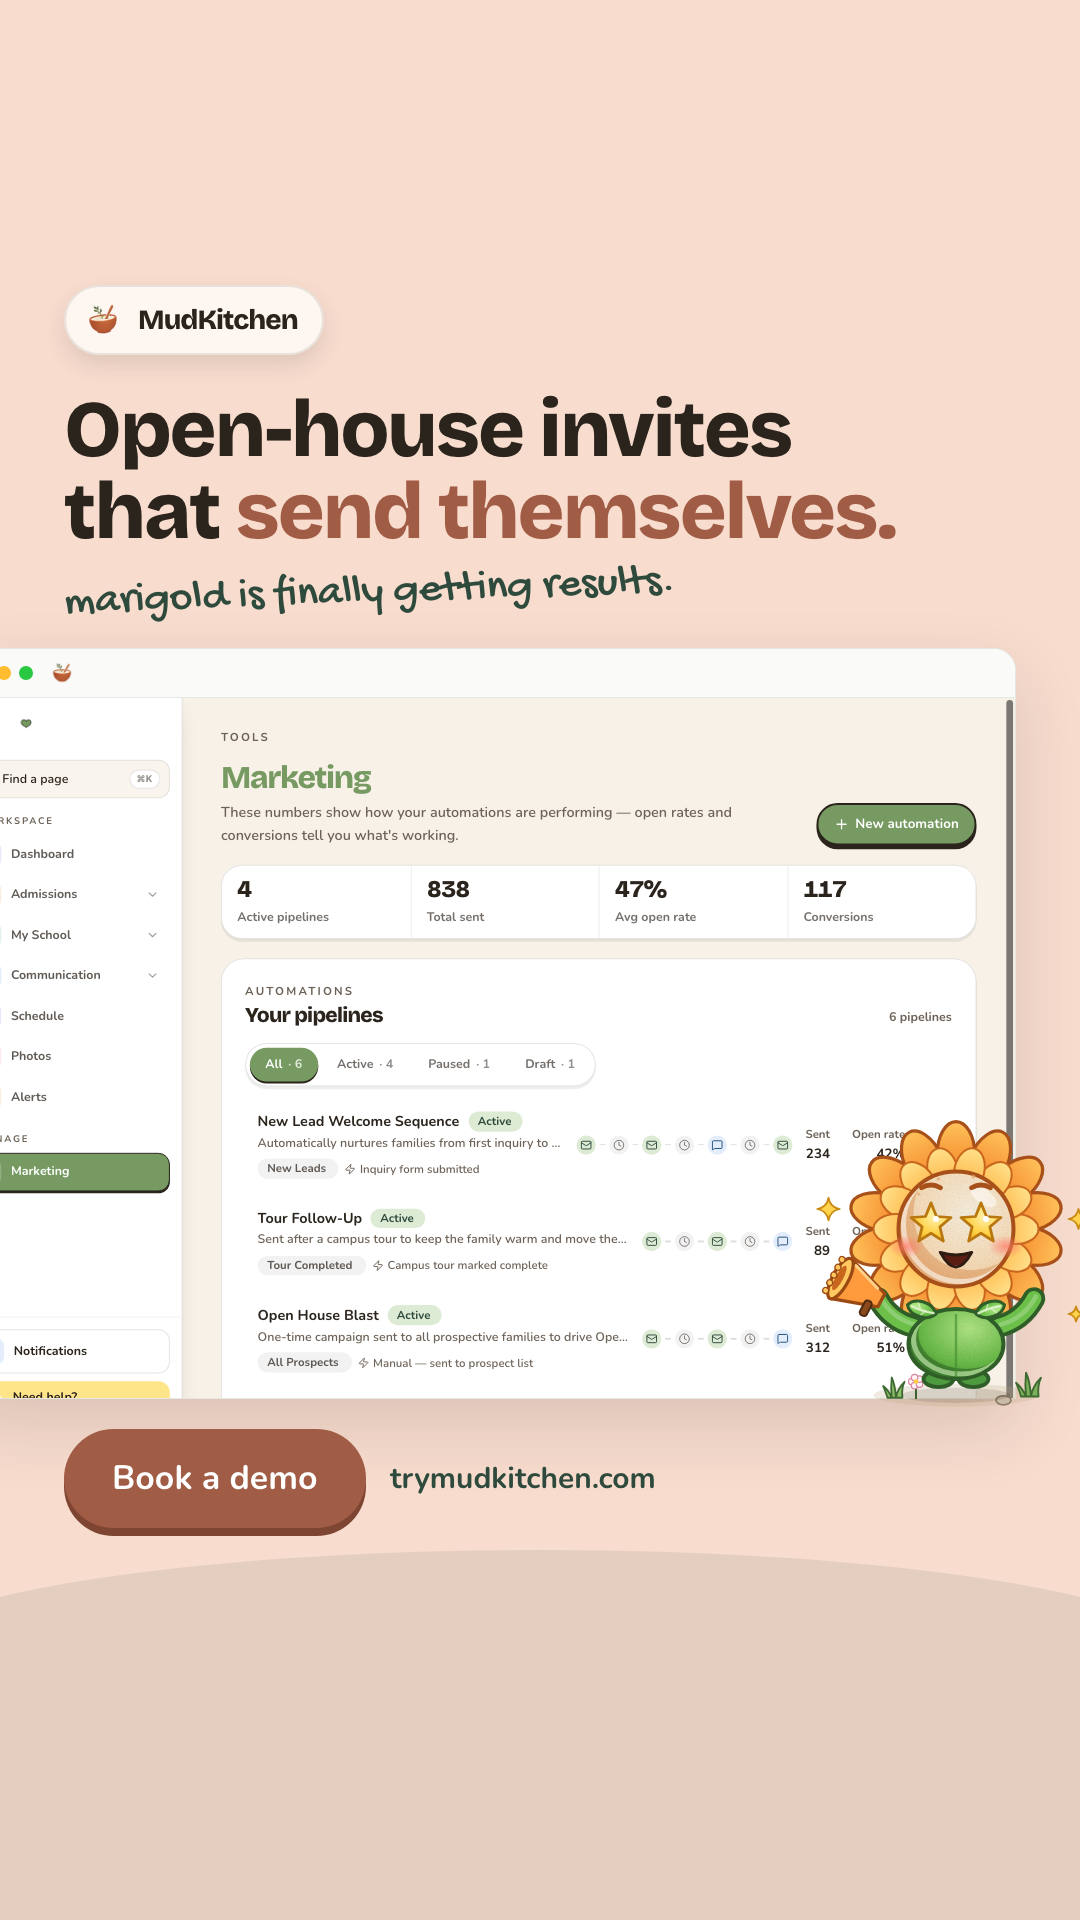 MudKitchen
Open-house invites
that send themselves.
marigold is finally getting results.
Find a page
⌘K
Dashboard
Admissions
My School
Communication
Schedule
Photos
Alerts
Marketing
Notifications
Need help?
TOOLS
Marketing
These numbers show how your automations are performing — open rates and
conversions tell you what's working.
+ New automation
4
Active pipelines
838
Total sent
47%
Avg open rate
117
Conversions
AUTOMATIONS
Your pipelines
6 pipelines
All · 6
Active · 4
Paused · 1
Draft · 1
New Lead Welcome Sequence Active
Automatically nurtures families from first inquiry to ...
New Leads Inquiry form submitted
Sent Open rate
234 42%
Tour Follow-Up Active
Sent after a campus tour to keep the family warm and move the...
Tour Completed Campus tour marked complete
Sent
89
Open House Blast Active
One-time campaign sent to all prospective families to drive Ope...
All Prospects Manual — sent to prospect list
Sent Open
312 51%
Book a demo
trymudkitchen.com